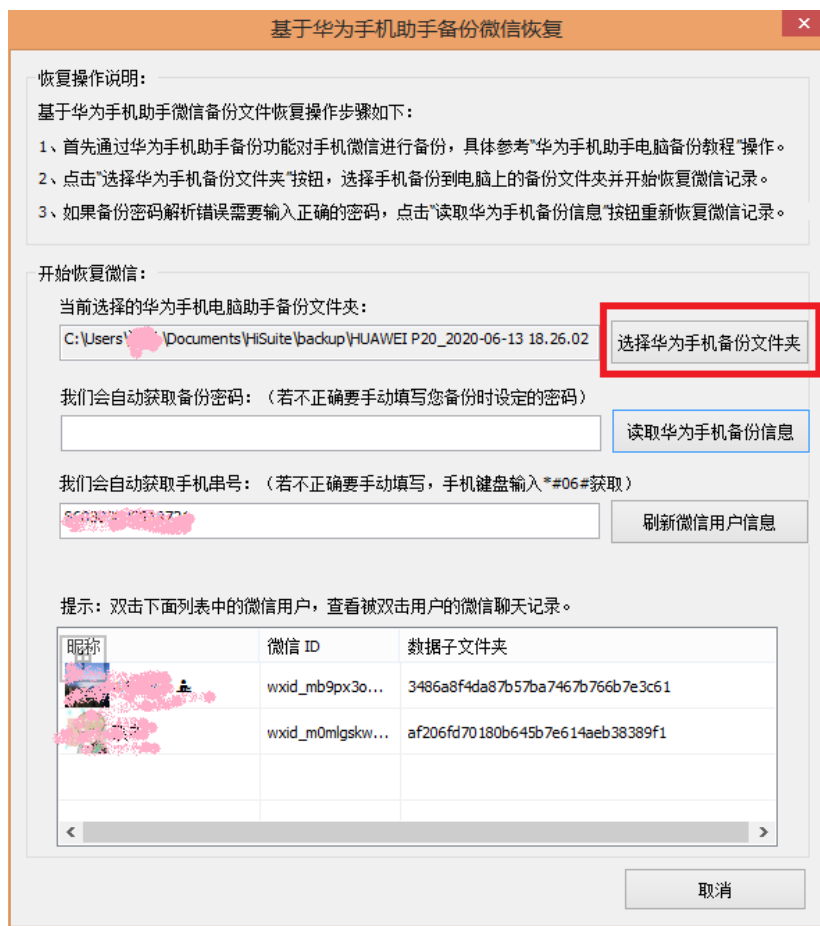 基于华为手机助手备份微信恢复
恢复操作说明：
基于华为手机助手微信备份文件恢复操作步骤如下：
1、首先通过华为手机助手备份功能对手机微信进行备份，具体参考"华为手机助手电脑备份教程"操作。
2、点击"选择华为手机备份文件夹"按钮，选择手机备份到电脑上的备份文件夹并开始恢复微信记录。
3、如果备份密码解析错误需要输入正确的密码，点击"读取华为手机备份信息"按钮重新恢复微信记录。
开始恢复微信：
当前选择的华为手机电脑助手备份文件夹：
C:\Users\ \Documents\HiSuite\backup\HUAWEI P20_2020-06-13 18.26.02
选择华为手机备份文件夹
我们会自动获取备份密码：（若不正确要手动填写您备份时设定的密码）
读取华为手机备份信息
我们会自动获取手机串号：（若不正确要手动填写，手机键盘输入*#06#获取）
刷新微信用户信息
提示：双击下面列表中的微信用户，查看被双击用户的微信聊天记录。
昵称 微信 ID 数据子文件夹
wxid_mb9px3o... 3486a8f4da87b57ba7467b766b7e3c61
wxid_m0mlgskw... af206fd70180b645b7e614aeb38389f1
取消